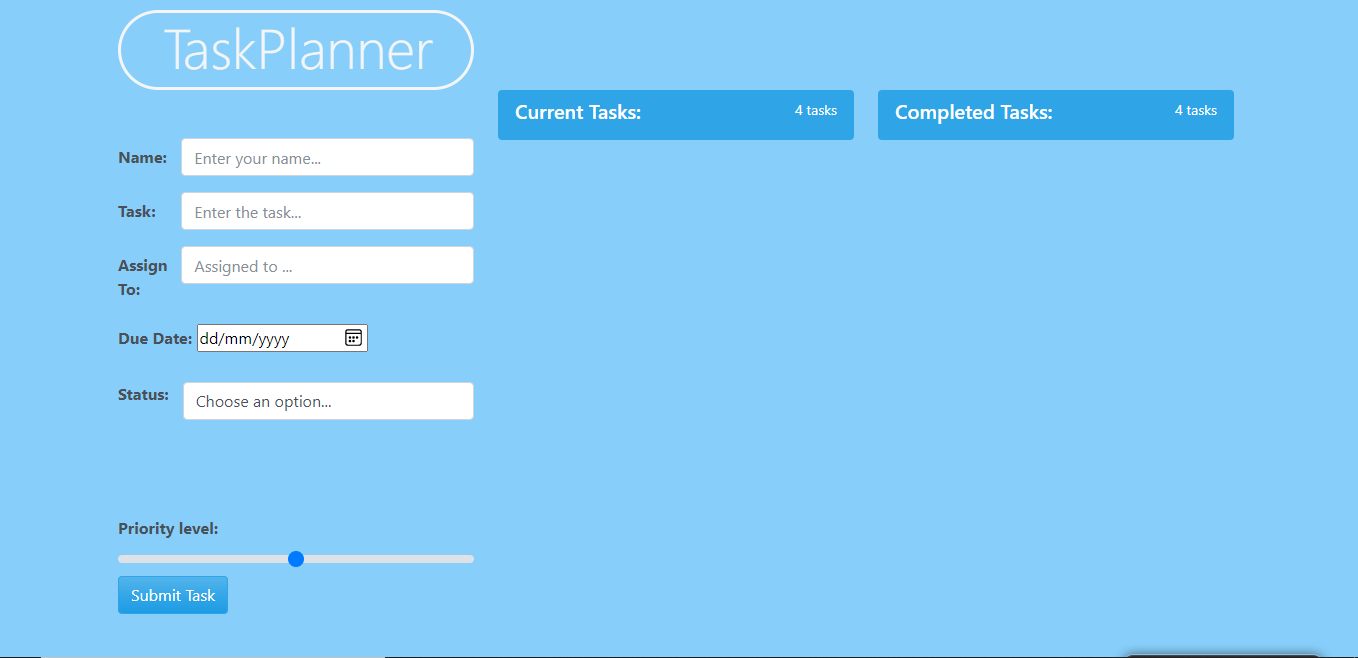 TaskPlanner
Current Tasks:
4 tasks
Completed Tasks:
4 tasks
Name:
Enter your name...
Task:
Enter the task...
Assign
To:
Assigned to ...
Due Date:
dd/mm/yyyy
Status:
Choose an option...
Priority level:
Submit Task